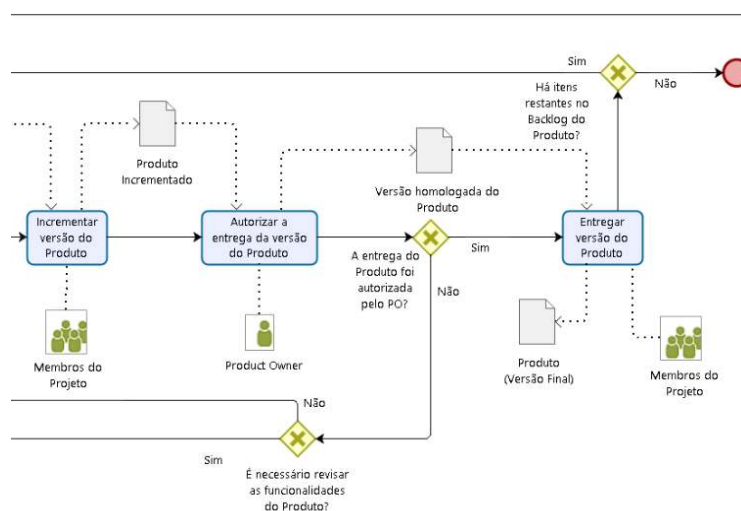 Sim
Não
Há itens
restantes no
Backlog do
Produto?
Produto
Incrementado
Versão homologada do
Produto
Incrementar
versão do
Produto
Autorizar a
entrega da versão
do Produto
A entrega do
Produto foi
autorizada
pelo PO?
Sim
Não
Entregar
versão do
Produto
Membros do
Projeto
Product Owner
Produto
(Versão Final)
Membros do
Projeto
Não
Sim
É necessário revisar
as funcionalidades
do Produto?